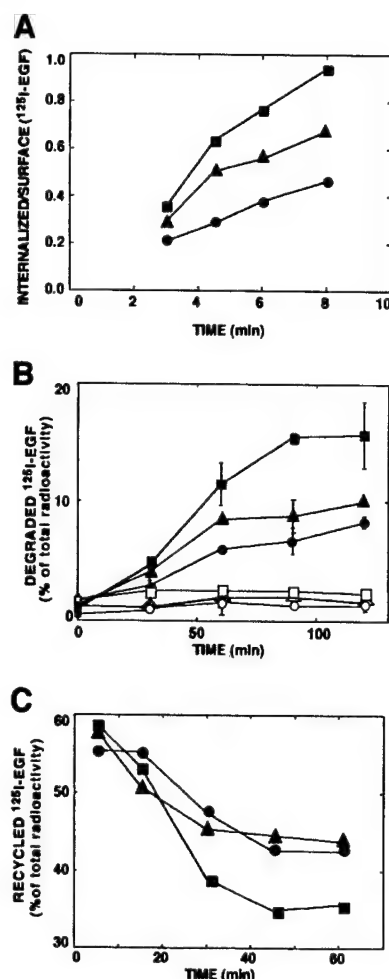 A
INTERNALIZED/SURFACE (¹²⁵I-EGF)
1.0
0.8
0.6
0.4
0.2
0.0
0
2
4
6
8
10
TIME (min)
B
DEGRADED ¹²⁵I-EGF
(% of total radioactivity)
20
10
0
0
50
100
TIME (min)
C
RECYCLED ¹²⁵I-EGF
(% of total radioactivity)
60
50
40
30
0
20
40
60
TIME (min)